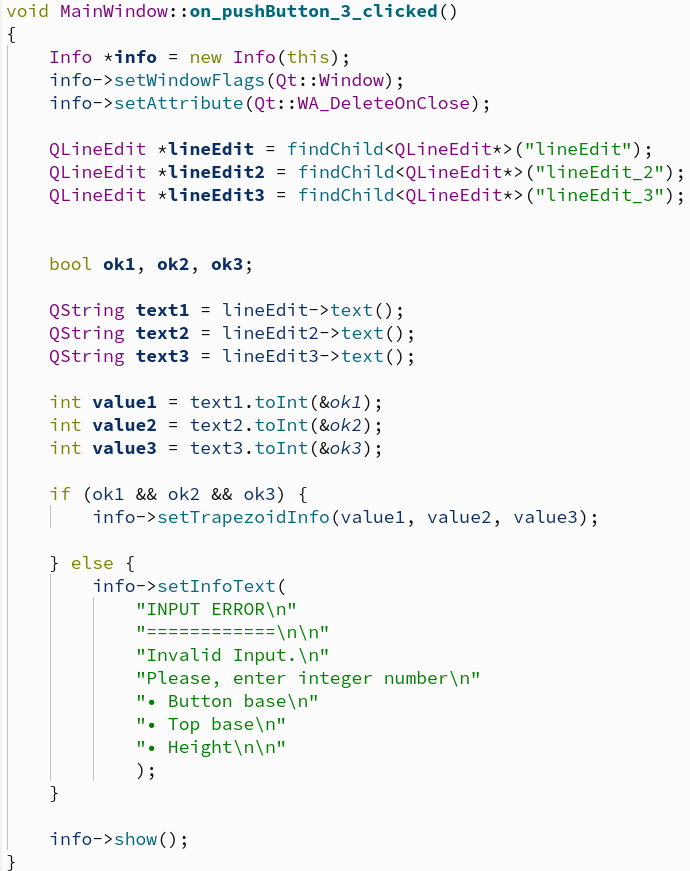 void MainWindow::on_pushButton_3_clicked()
{
    Info *info = new Info(this);
    info->setWindowFlags(Qt::Window);
    info->setAttribute(Qt::WA_DeleteOnClose);

    QLineEdit *lineEdit = findChild<QLineEdit*>("lineEdit");
    QLineEdit *lineEdit2 = findChild<QLineEdit*>("lineEdit_2");
    QLineEdit *lineEdit3 = findChild<QLineEdit*>("lineEdit_3");


    bool ok1, ok2, ok3;

    QString text1 = lineEdit->text();
    QString text2 = lineEdit2->text();
    QString text3 = lineEdit3->text();

    int value1 = text1.toInt(&ok1);
    int value2 = text2.toInt(&ok2);
    int value3 = text3.toInt(&ok3);

    if (ok1 && ok2 && ok3) {
        info->setTrapezoidInfo(value1, value2, value3);

    } else {
        info->setInfoText(
            "INPUT ERROR\n"
            "============\n\n"
            "Invalid Input.\n"
            "Please, enter integer number\n"
            "• Button base\n"
            "• Top base\n"
            "• Height\n\n"
            );
    }

    info->show();
}